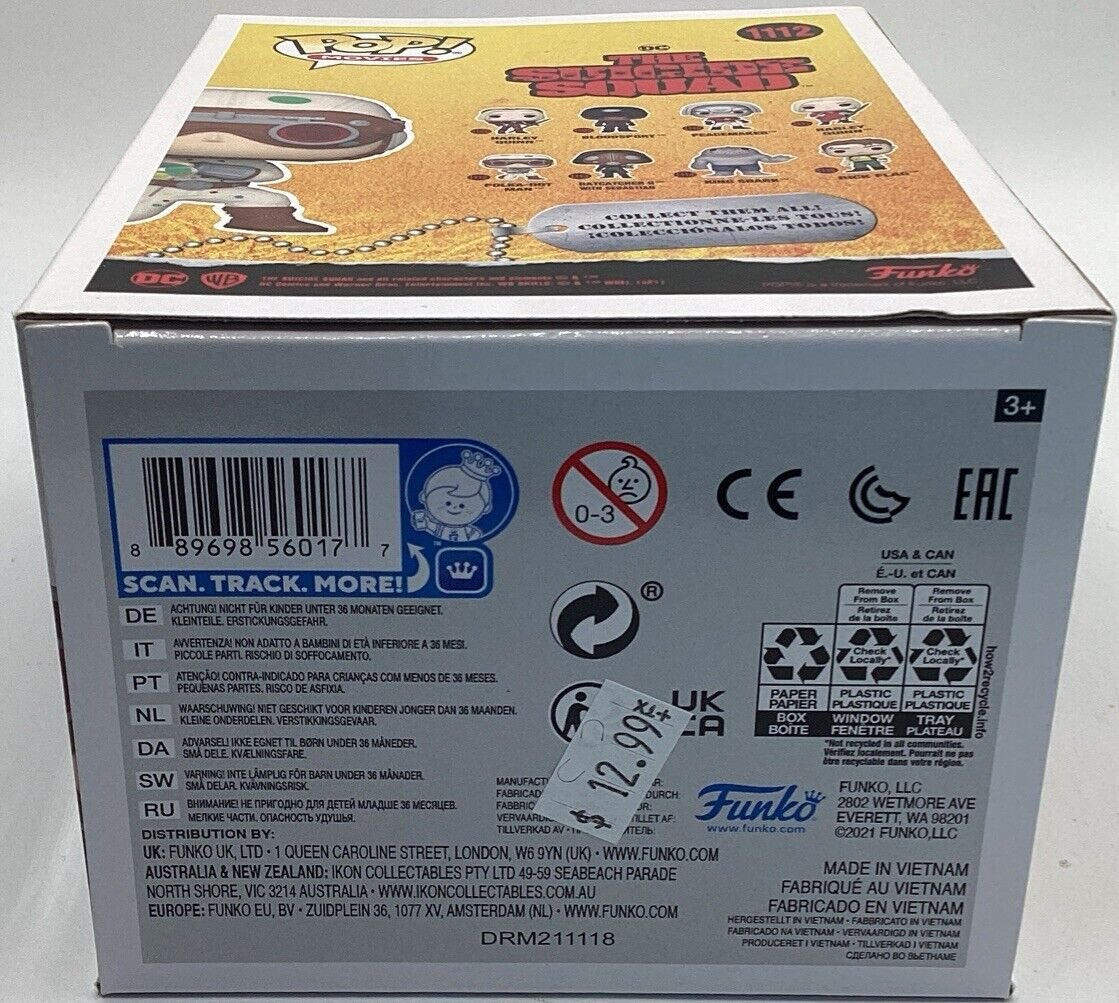 POP!
MOVIES
1112
DC
THE
SUICIDE
SQUAD
HARLEY
QUINN
BLOODSPORT
PEACEMAKER
HARLEY
QUINN
POLKA-DOT
MAN
RATCATCHER II
WITH SEBASTIAN
KING SHARK
RICK FLAG
COLLECT THEM ALL!
COLLECTIONNE-LES TOUS!
¡COLECCIÓNALOS TODOS!
DC WB
Funko
3+
8 89698 56017 7
SCAN. TRACK. MORE!
0-3
CE
EAC
USA & CAN
É.-U. et CAN
Remove
From Box
Retirez
de la boîte
Remove
From Box
Retirez
de la boîte
Check
Locally*
Check
Locally*
PAPER
PAPIER
BOX
BOÎTE
PLASTIC
PLASTIQUE
WINDOW
FENÊTRE
PLASTIC
PLASTIQUE
TRAY
PLATEAU
*Not recycled in all communities.
Vérifiez localement. Pourrait ne pas
être recyclable dans votre région.
how2recycle.info
DE ACHTUNG! NICHT FÜR KINDER UNTER 36 MONATEN GEEIGNET.
KLEINTEILE. ERSTICKUNGSGEFAHR.
IT AVVERTENZA! NON ADATTO A BAMBINI DI ETÀ INFERIORE A 36 MESI.
PICCOLE PARTI. RISCHIO DI SOFFOCAMENTO.
PT ATENÇÃO! CONTRA-INDICADO PARA CRIANÇAS COM MENOS DE 36 MESES.
PEQUENAS PARTES. RISCO DE ASFIXIA.
NL WAARSCHUWING! NIET GESCHIKT VOOR KINDEREN JONGER DAN 36 MAANDEN.
KLEINE ONDERDELEN. VERSTIKKINGSGEVAAR.
DA ADVARSEL! IKKE EGNET TIL BØRN UNDER 36 MÅNEDER.
SMÅ DELE. KVÆLNINGSFARE.
SW VARNING! INTE LÄMPLIG FÖR BARN UNDER 36 MÅNADER.
SMÅ DELAR. KVÄVNINGSRISK.
RU ВНИМАНИЕ! НЕ ПРИГОДНО ДЛЯ ДЕТЕЙ МЛАДШЕ 36 МЕСЯЦЕВ.
МЕЛКИЕ ЧАСТИ. ОПАСНОСТЬ УДУШЬЯ.
UK
CA
12.99
Funko
www.funko.com
FUNKO, LLC
2802 WETMORE AVE
EVERETT, WA 98201
©2021 FUNKO,LLC
DISTRIBUTION BY:
UK: FUNKO UK, LTD • 1 QUEEN CAROLINE STREET, LONDON, W6 9YN (UK) • WWW.FUNKO.COM
AUSTRALIA & NEW ZEALAND: IKON COLLECTABLES PTY LTD 49-59 SEABEACH PARADE
NORTH SHORE, VIC 3214 AUSTRALIA • WWW.IKONCOLLECTABLES.COM.AU
EUROPE: FUNKO EU, BV • ZUIDPLEIN 36, 1077 XV, AMSTERDAM (NL) • WWW.FUNKO.COM
DRM211118
MADE IN VIETNAM
FABRIQUÉ AU VIETNAM
FABRICADO EN VIETNAM
HERGESTELLT IN VIETNAM • FABBRICATO IN VIETNAM
FABRICADO NA VIETNAM • VERVAARDIGD IN VIETNAM
PRODUCERET I VIETNAM • TILLVERKAD I VIETNAM
СДЕЛАНО ВО ВЬЕТНАМЕ